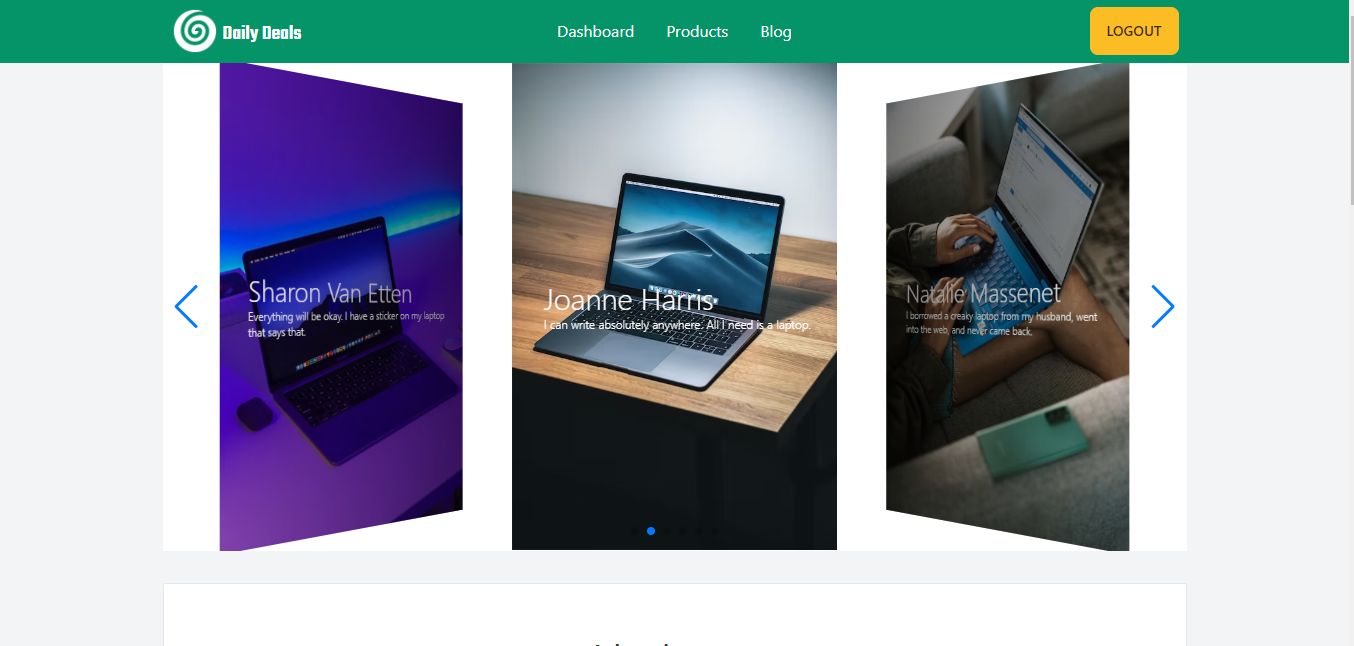 Daily Deals
Dashboard
Products
Blog
LOGOUT
Sharon Van Etten
Everything will be okay. I have a sticker on my laptop
that says that.
Joanne Harris
I can write absolutely anywhere. All I need is a laptop.
Natalie Massenet
I borrowed a creaky laptop from my husband, went
into the web, and never came back.